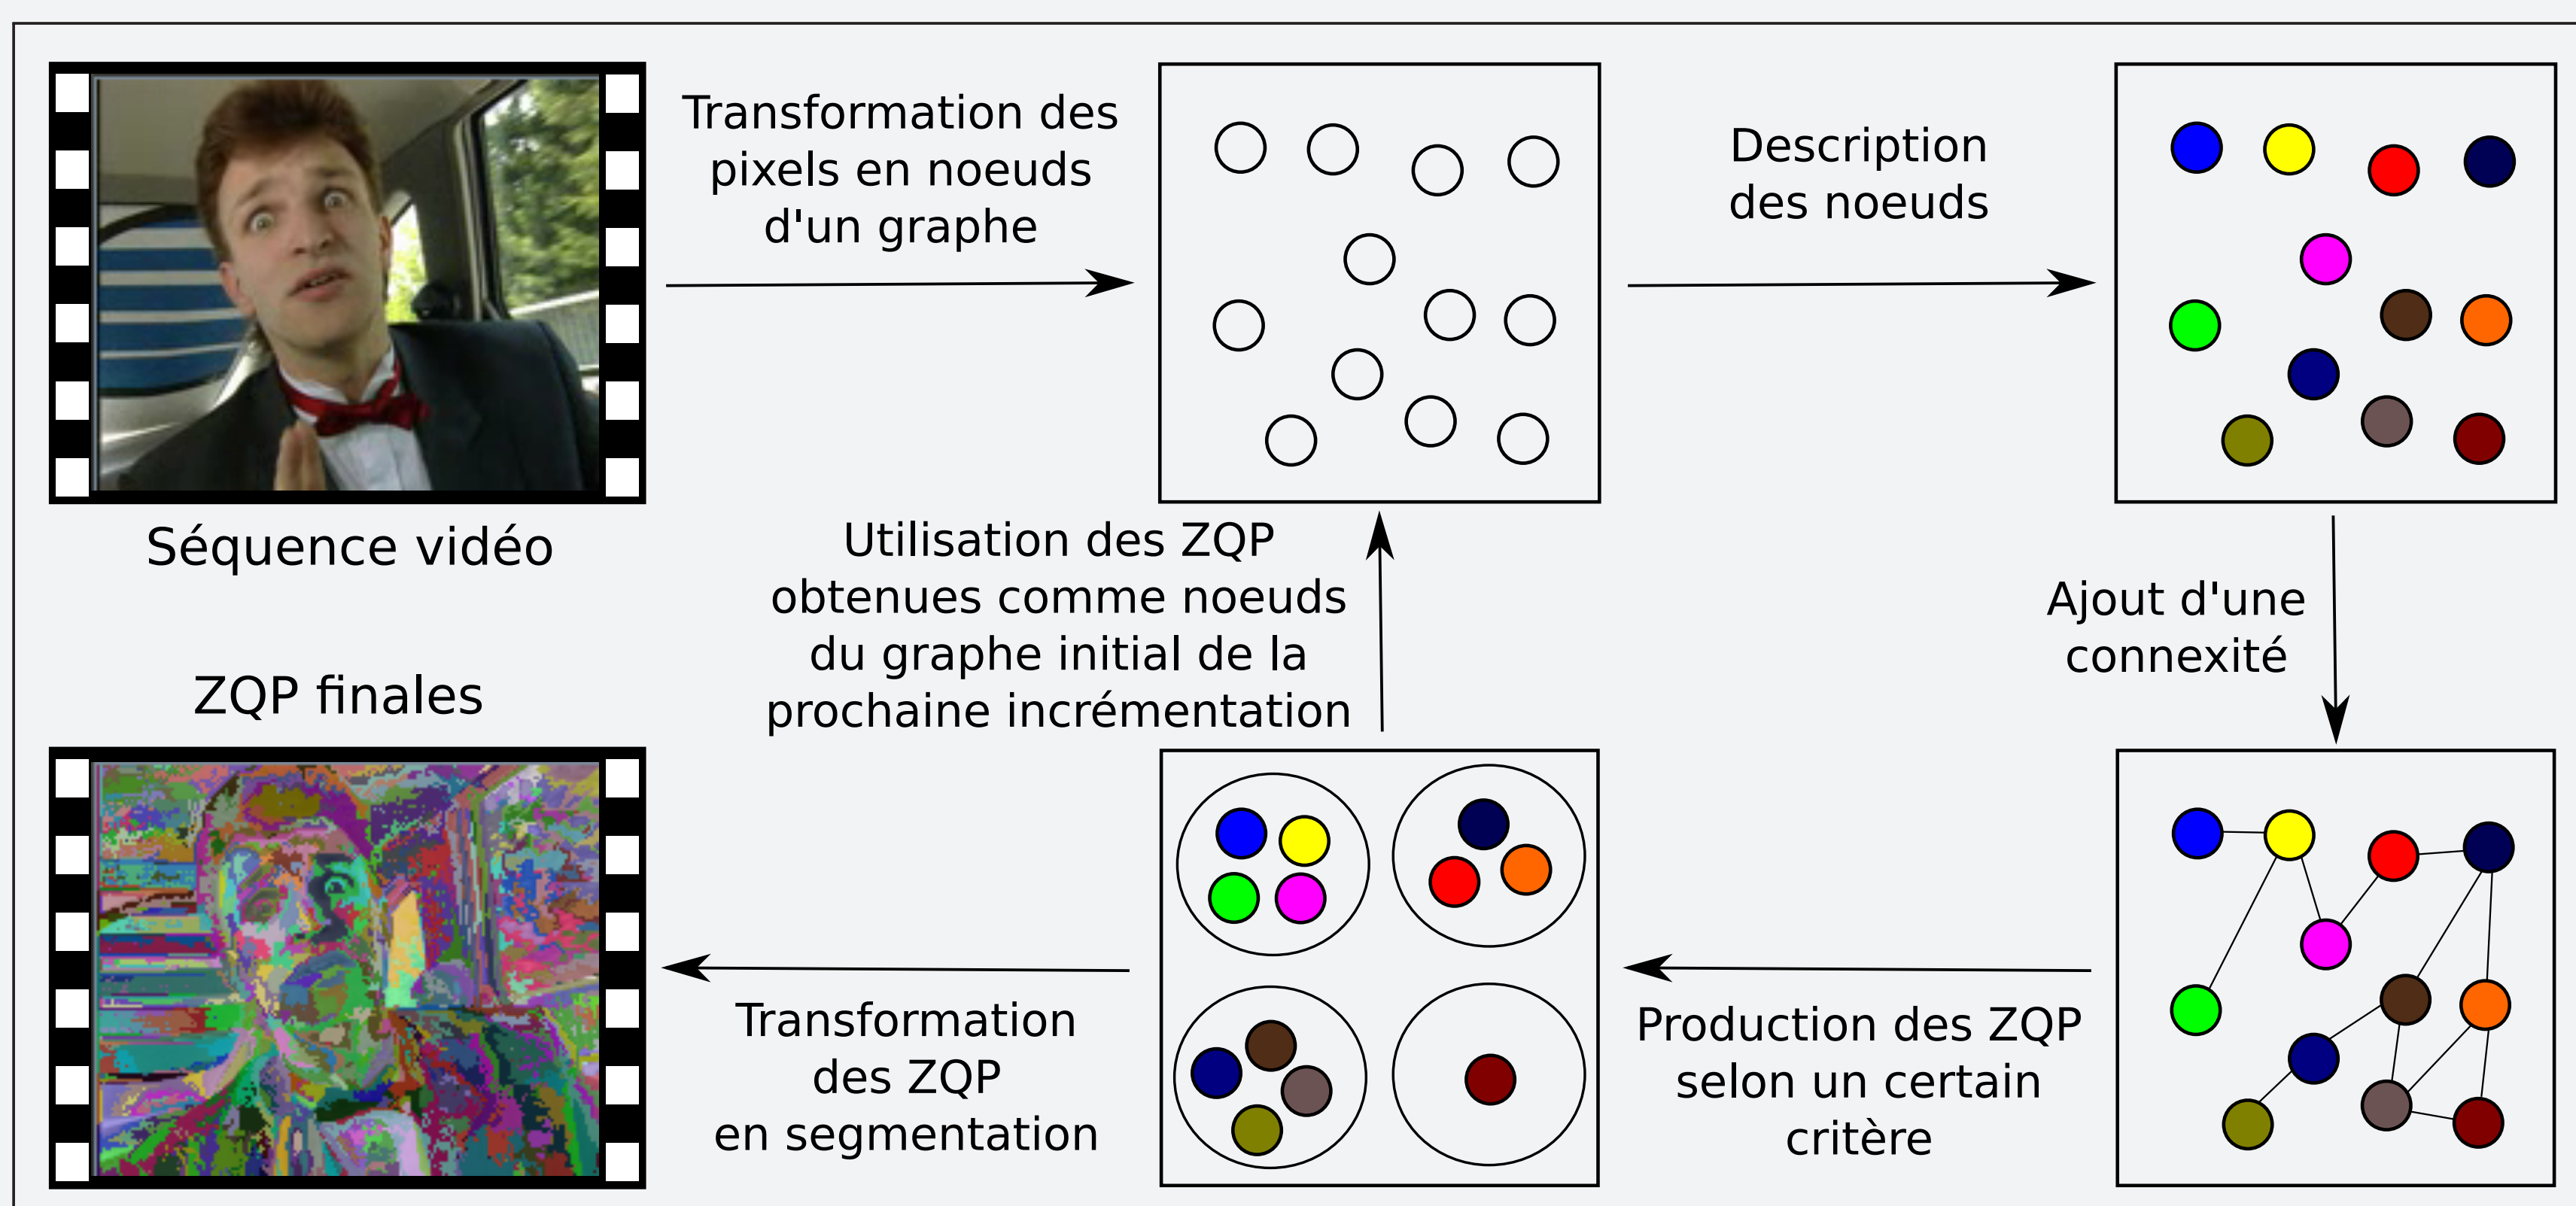 Transformation des
pixels en noeuds
d'un graphe
Description
des noeuds
Séquence vidéo
Utilisation des ZQP
obtenues comme noeuds
du graphe initial de la
prochaine incrémentation
Ajout d'une
connexité
ZQP finales
Transformation
des ZQP
en segmentation
Production des ZQP
selon un certain
critère